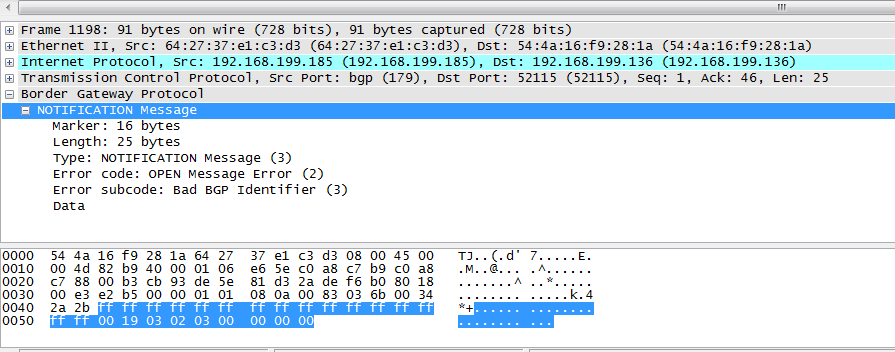 Frame 1198: 91 bytes on wire (728 bits), 91 bytes captured (728 bits)
Ethernet II, Src: 64:27:37:e1:c3:d3 (64:27:37:e1:c3:d3), Dst: 54:4a:16:f9:28:1a (54:4a:16:f9:28:1a)
Internet Protocol, Src: 192.168.199.185 (192.168.199.185), Dst: 192.168.199.136 (192.168.199.136)
Transmission Control Protocol, Src Port: bgp (179), Dst Port: 52115 (52115), Seq: 1, Ack: 46, Len: 25
Border Gateway Protocol
NOTIFICATION Message
Marker: 16 bytes
Length: 25 bytes
Type: NOTIFICATION Message (3)
Error code: OPEN Message Error (2)
Error subcode: Bad BGP Identifier (3)
Data
0000 54 4a 16 f9 28 1a 64 27 37 e1 c3 d3 08 00 45 00 TJ..(.d' 7.....E.
0010 00 4d 82 b9 40 00 01 06 e6 5e c0 a8 c7 b9 c0 a8 .M..@... .^......
0020 c7 88 00 b3 cb 93 de 5e 81 d3 2a de f6 b0 80 18 .......^ ..*.....
0030 00 e3 e2 b5 00 00 01 01 08 0a 00 83 03 6b 00 34 ........ .....k.4
0040 2a 2b ff ff ff ff ff ff ff ff ff ff ff ff ff ff *+...... ........
0050 ff ff 00 19 03 02 03 00 00 00 00 ........ ...